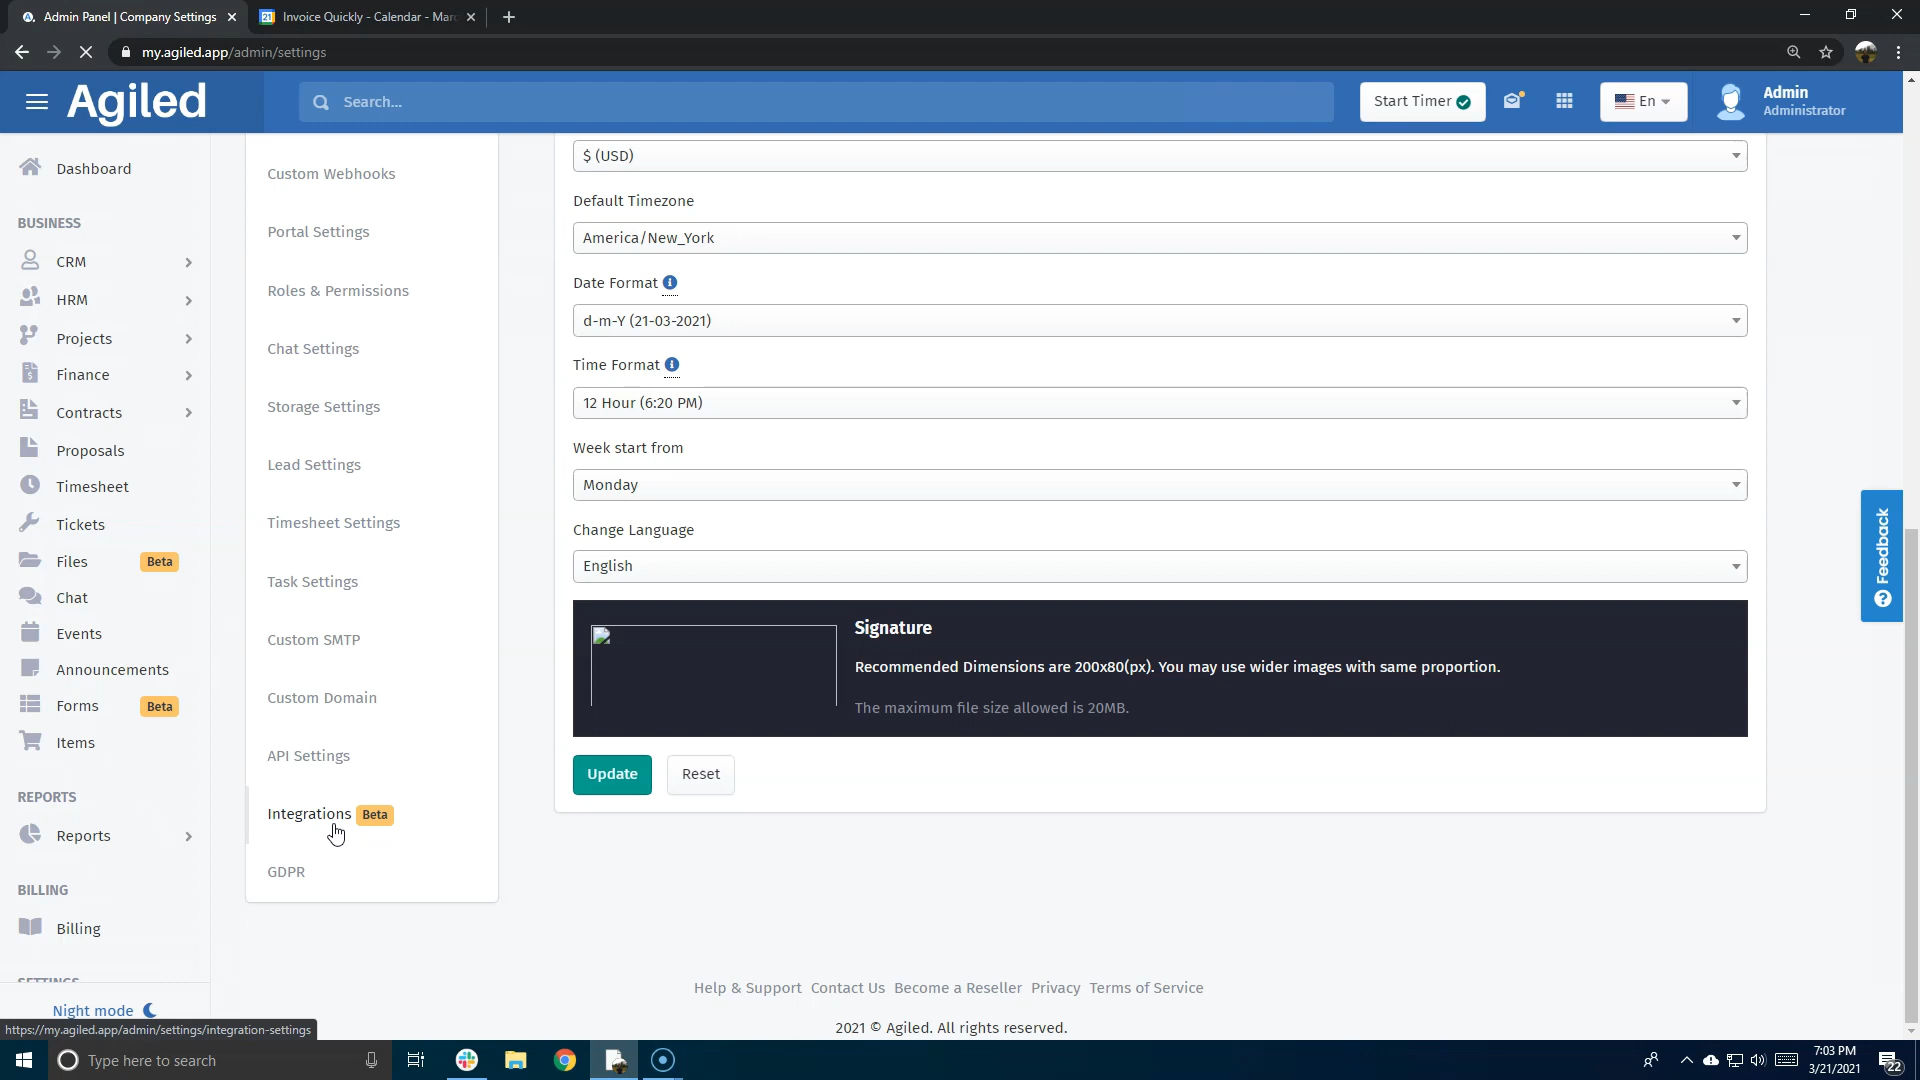 Admin Panel | Company Settings
Invoice Quickly - Calendar - Marc
my.agiled.app/admin/settings
Agiled
Search...
Start Timer
En
Admin
Administrator
Dashboard
BUSINESS
CRM
HRM
Projects
Finance
Contracts
Proposals
Timesheet
Tickets
Files
Beta
Chat
Events
Announcements
Forms
Beta
Items
REPORTS
Reports
BILLING
Billing
SETTINGS
Night mode
https://my.agiled.app/admin/settings/integration-settings
Custom Webhooks
Portal Settings
Roles & Permissions
Chat Settings
Storage Settings
Lead Settings
Timesheet Settings
Task Settings
Custom SMTP
Custom Domain
API Settings
Integrations Beta
GDPR
$ (USD)
Default Timezone
America/New_York
Date Format
d-m-Y (21-03-2021)
Time Format
12 Hour (6:20 PM)
Week start from
Monday
Change Language
English
Signature
Recommended Dimensions are 200x80(px). You may use wider images with same proportion.
The maximum file size allowed is 20MB.
Update
Reset
Feedback
Help & Support Contact Us Become a Reseller Privacy Terms of Service
2021 © Agiled. All rights reserved.
Type here to search
7:03 PM
3/21/2021
22